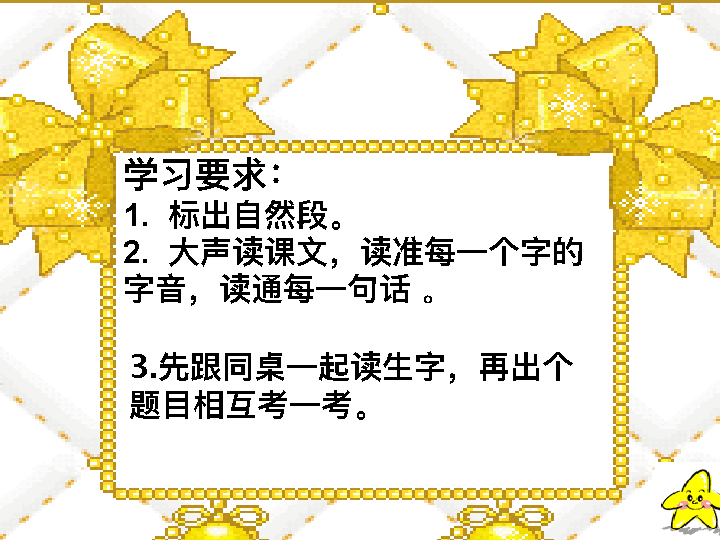 学习要求：
1. 标出自然段。
2. 大声读课文，读准每一个字的
字音，读通每一句话 。
3.先跟同桌一起读生字，再出个
题目相互考一考。